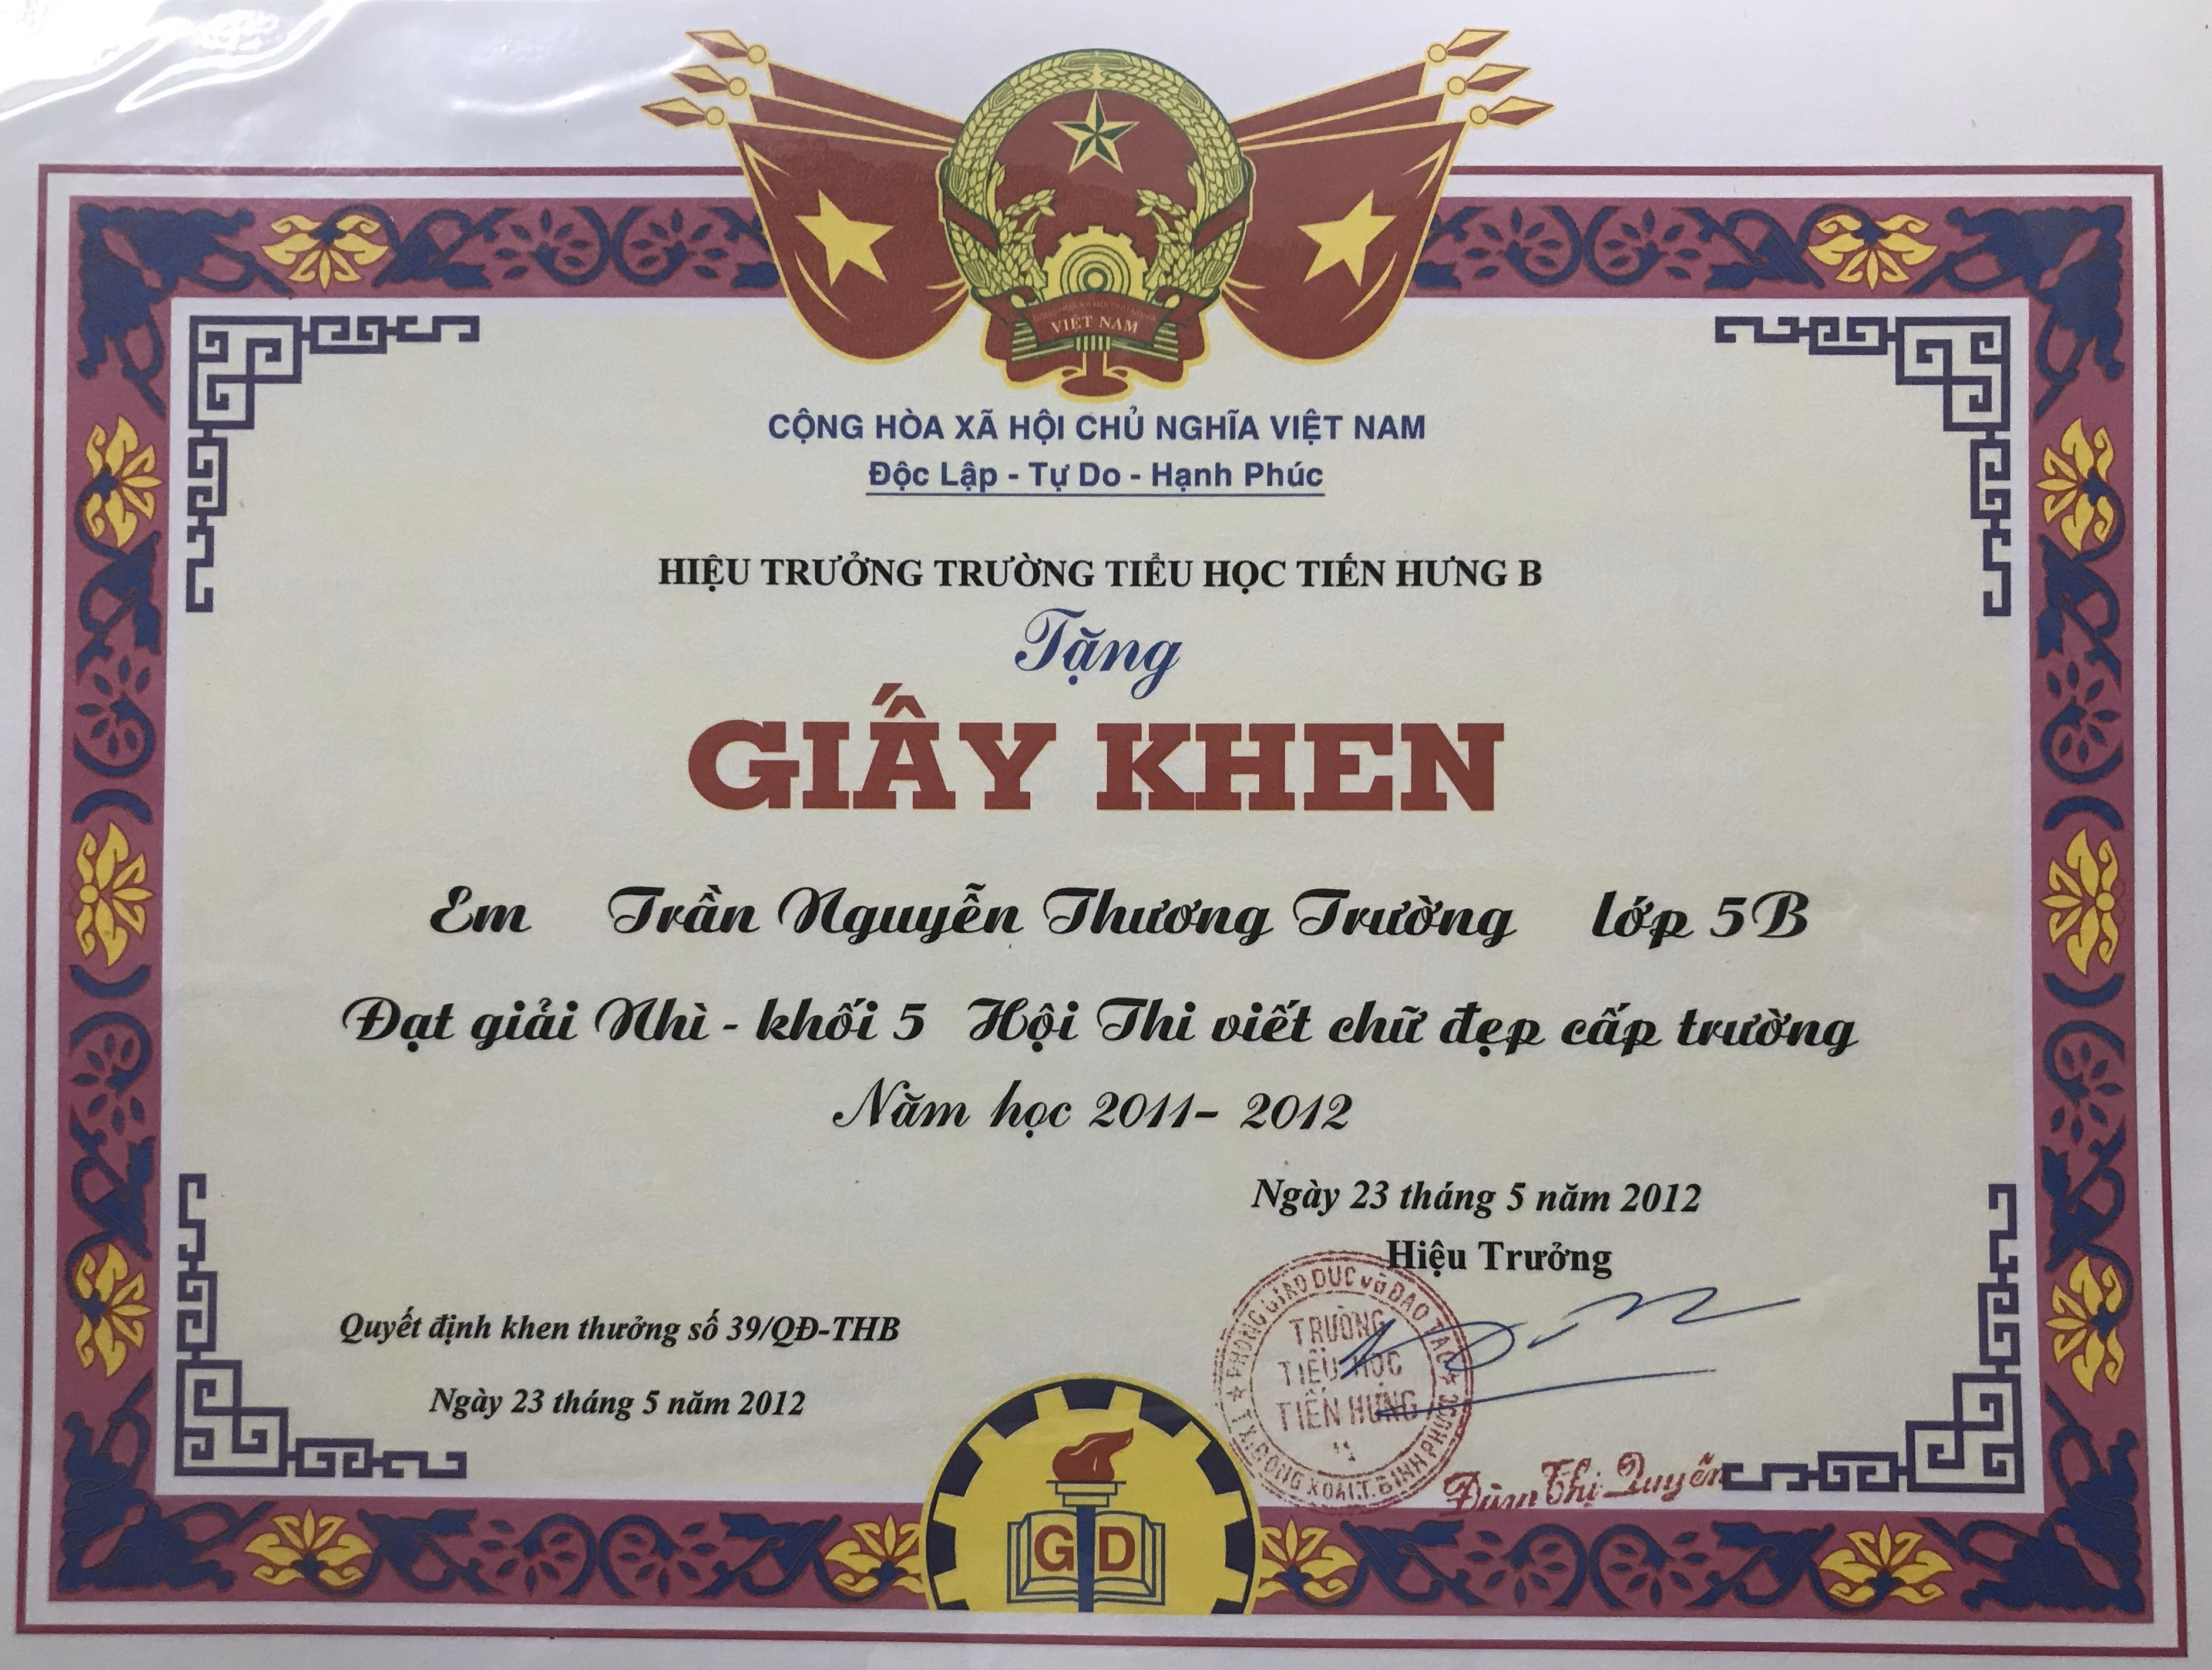 VIỆT NAM
CỘNG HÒA XÃ HỘI CHỦ NGHĨA VIỆT NAM
Độc Lập - Tự Do - Hạnh Phúc
HIỆU TRƯỞNG TRƯỜNG TIỂU HỌC TIẾN HƯNG B
Tặng
GIẤY KHEN
Em Trần Nguyễn Thương Trường lớp 5B
Đạt giải Nhì - khối 5 Hội Thi viết chữ đẹp cấp trường
Năm học 2011- 2012
Ngày 23 tháng 5 năm 2012
Hiệu Trưởng
PHÒNG GIÁO DỤC và ĐÀO TẠO
TRƯỜNG
TIỂU HỌC
TIẾN HƯNG
T.X. ĐỒNG XOÀI.T. BÌNH PHƯỚC
Quyết định khen thưởng số 39/QĐ-THB
Ngày 23 tháng 5 năm 2012
Đàm Thị Quyến
GD